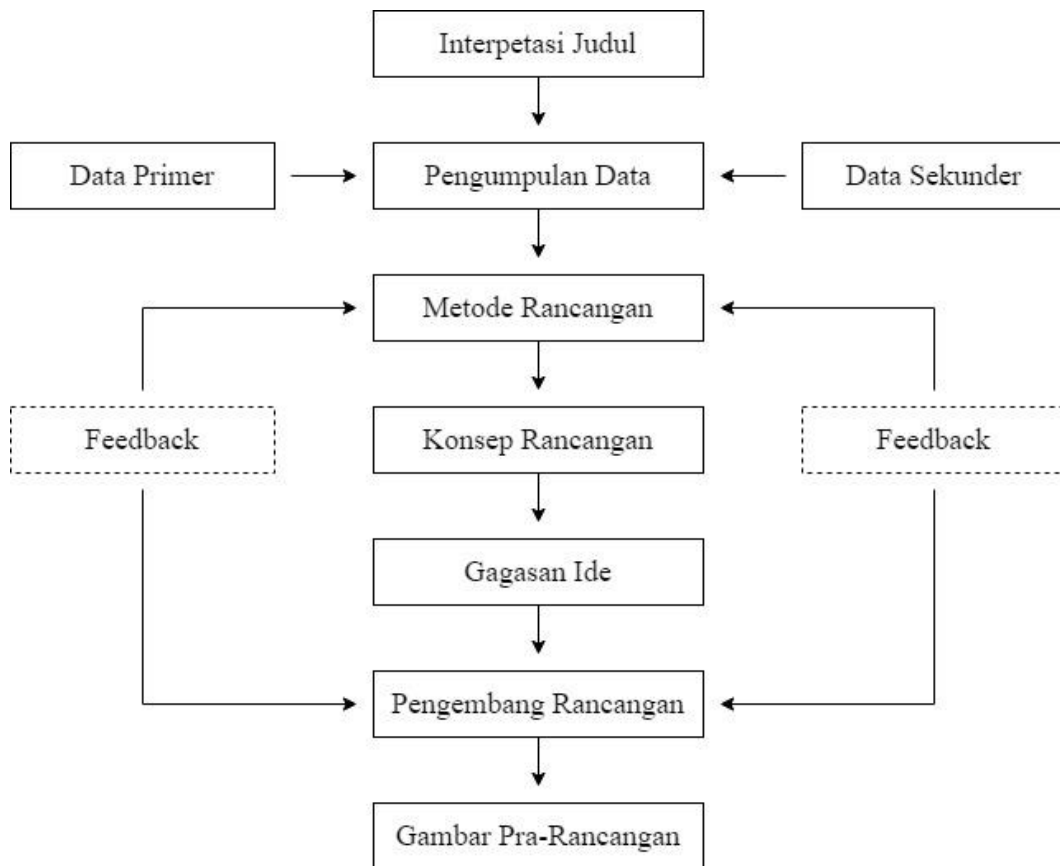 Interpetasi Judul
Data Primer
Pengumpulan Data
Data Sekunder
Metode Rancangan
Feedback
Konsep Rancangan
Feedback
Gagasan Ide
Pengembang Rancangan
Gambar Pra-Rancangan